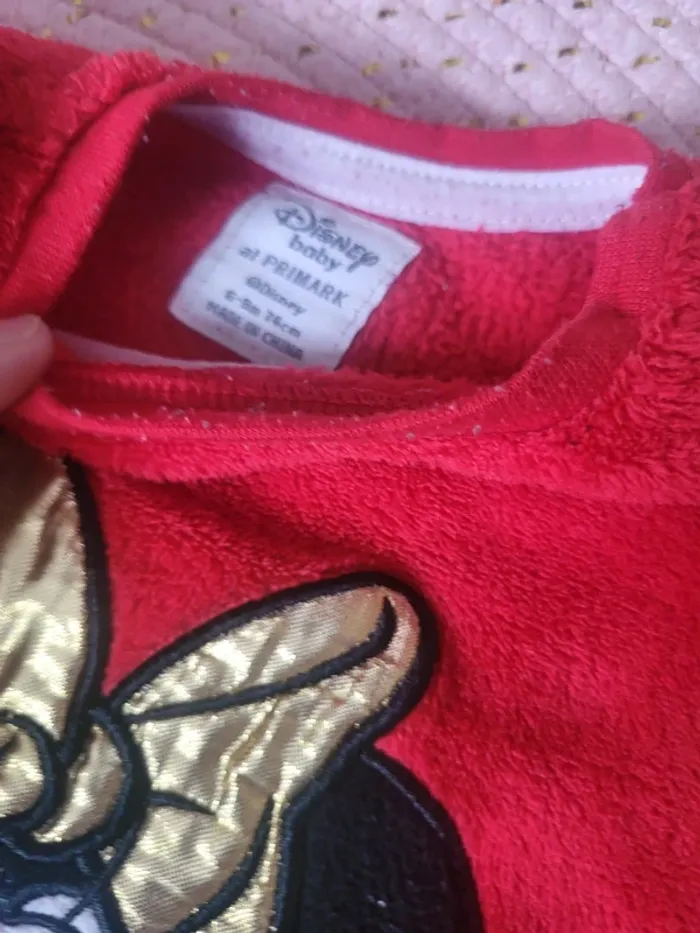 Disney
baby
at PRIMARK
©Disney
6-9m 74cm
MADE IN CHINA